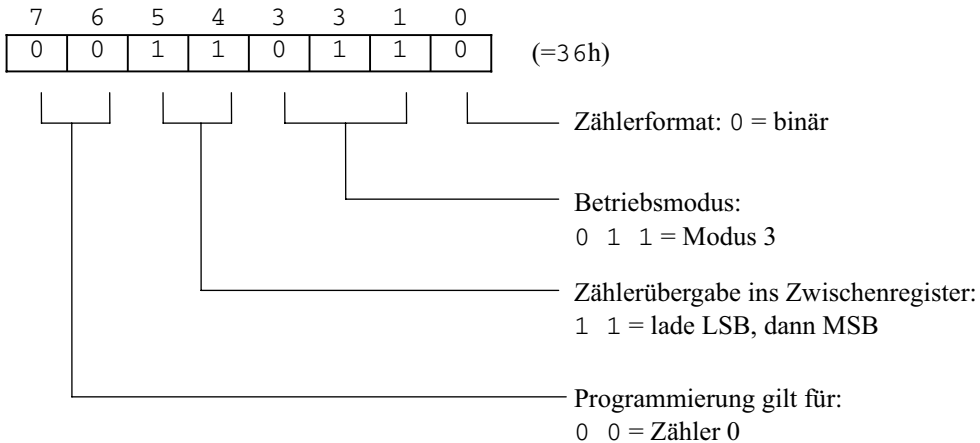 7 6 5 4 3 3 1 0
0 0 1 1 0 1 1 0 (=36h)
Zählerformat: 0 = binär
Betriebsmodus:
0 1 1 = Modus 3
Zählerübergabe ins Zwischenregister:
1 1 = lade LSB, dann MSB
Programmierung gilt für:
0 0 = Zähler 0